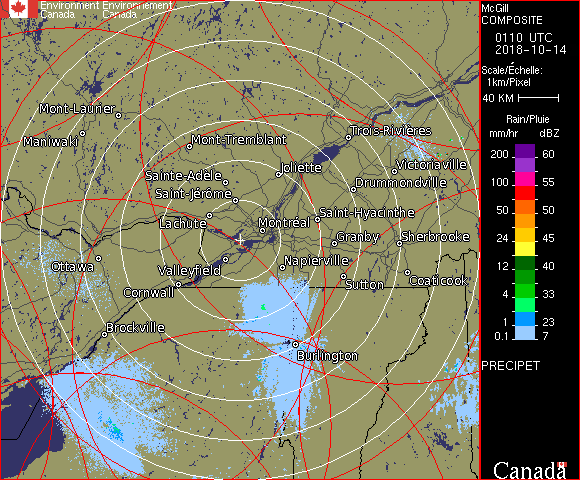 Environment Environnement
Canada Canada
McGill
COMPOSITE
0110 UTC
2018-10-14
Scale/Échelle:
1km/Pixel
40 KM
Rain/Pluie
mm/hr dBZ
200 60
100 55
50 50
24 45
12 40
4 33
1 23
0.1 7
PRECIPET
Canada
Mont-Laurier
Maniwaki
Mont-Tremblant
Trois-Rivières
Sainte-Adèle
Joliette
Victoriaville
Saint-Jérôme
Drummondville
Lachute
Montréal
Saint-Hyacinthe
Granby
Sherbrooke
Ottawa
Valleyfield
Napierville
Cornwall
Sutton
Coaticook
Brockville
Burlington